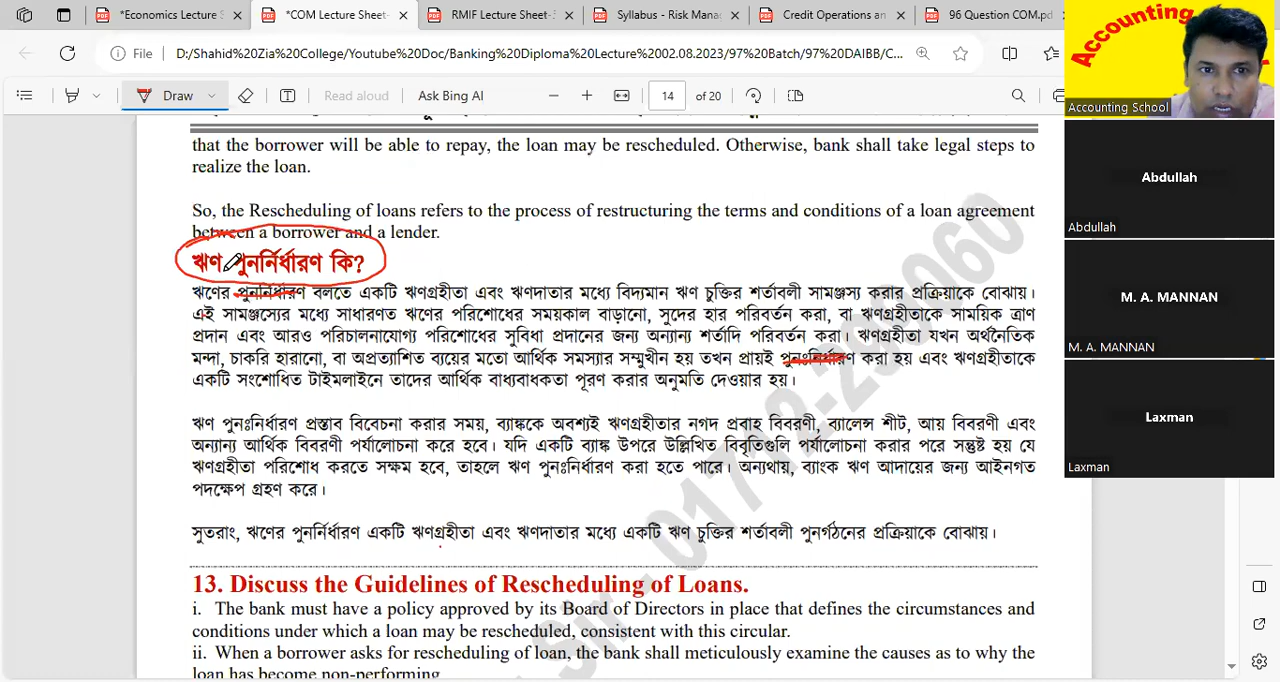 *Economics Lecture S
*COM Lecture Sheet-
RMIF Lecture Sheet-
Syllabus - Risk Mana
Credit Operations an
96 Question COM.pd
File
D:/Shahid%20Zia%20College/Youtube%20Doc/Banking%20Diploma%20Lecture%2002.08.2023/97%20Batch/97%20DAIBB/C...
Draw
Read aloud
Ask Bing AI
14
of 20
that the borrower will be able to repay, the loan may be rescheduled. Otherwise, bank shall take legal steps to
realize the loan.
So, the Rescheduling of loans refers to the process of restructuring the terms and conditions of a loan agreement
between a borrower and a lender.
ঋণ পুনর্নির্ধারণ কি?
ঋণের পুনর্নির্ধারণ বলতে একটি ঋণগ্রহীতা এবং ঋণদাতার মধ্যে বিদ্যমান ঋণ চুক্তির শর্তাবলী সামঞ্জস্য করার প্রক্রিয়াকে বোঝায়।
এই সামঞ্জস্যের মধ্যে সাধারণত ঋণের পরিশোধের সময়কাল বাড়ানো, সুদের হার পরিবর্তন করা, বা ঋণগ্রহীতাকে সাময়িক ত্রাণ
প্রদান এবং আরও পরিচালনাযোগ্য পরিশোধের সুবিধা প্রদানের জন্য অন্যান্য শর্তাদি পরিবর্তন করা। ঋণগ্রহীতা যখন অর্থনৈতিক
মন্দা, চাকরি হারানো, বা অপ্রত্যাশিত ব্যয়ের মতো আর্থিক সমস্যার সম্মুখীন হয় তখন প্রায়ই পুনঃনির্ধারণ করা হয় এবং ঋণগ্রহীতাকে
একটি সংশোধিত টাইমলাইনে তাদের আর্থিক বাধ্যবাধকতা পূরণ করার অনুমতি দেওয়ার হয়।
ঋণ পুনঃনির্ধারণ প্রস্তাব বিবেচনা করার সময়, ব্যাঙ্ককে অবশ্যই ঋণগ্রহীতার নগদ প্রবাহ বিবরণী, ব্যালেন্স শীট, আয় বিবরণী এবং
অন্যান্য আর্থিক বিবরণী পর্যালোচনা করে হবে। যদি একটি ব্যাঙ্ক উপরে উল্লিখিত বিবৃতিগুলি পর্যালোচনা করার পরে সন্তুষ্ট হয় যে
ঋণগ্রহীতা পরিশোধ করতে সক্ষম হবে, তাহলে ঋণ পুনঃনির্ধারণ করা হতে পারে। অন্যথায়, ব্যাংক ঋণ আদায়ের জন্য আইনগত
পদক্ষেপ গ্রহণ করে।
সুতরাং, ঋণের পুনর্নির্ধারণ একটি ঋণগ্রহীতা এবং ঋণদাতার মধ্যে একটি ঋণ চুক্তির শর্তাবলী পুনর্গঠনের প্রক্রিয়াকে বোঝায়।
13. Discuss the Guidelines of Rescheduling of Loans.
i. The bank must have a policy approved by its Board of Directors in place that defines the circumstances and
conditions under which a loan may be rescheduled, consistent with this circular.
ii. When a borrower asks for rescheduling of loan, the bank shall meticulously examine the causes as to why the
loan has become non-performing.
Sir - 01712-299060
Accounting
Accounting School
Abdullah
Abdullah
M. A. MANNAN
M. A. MANNAN
Laxman
Laxman